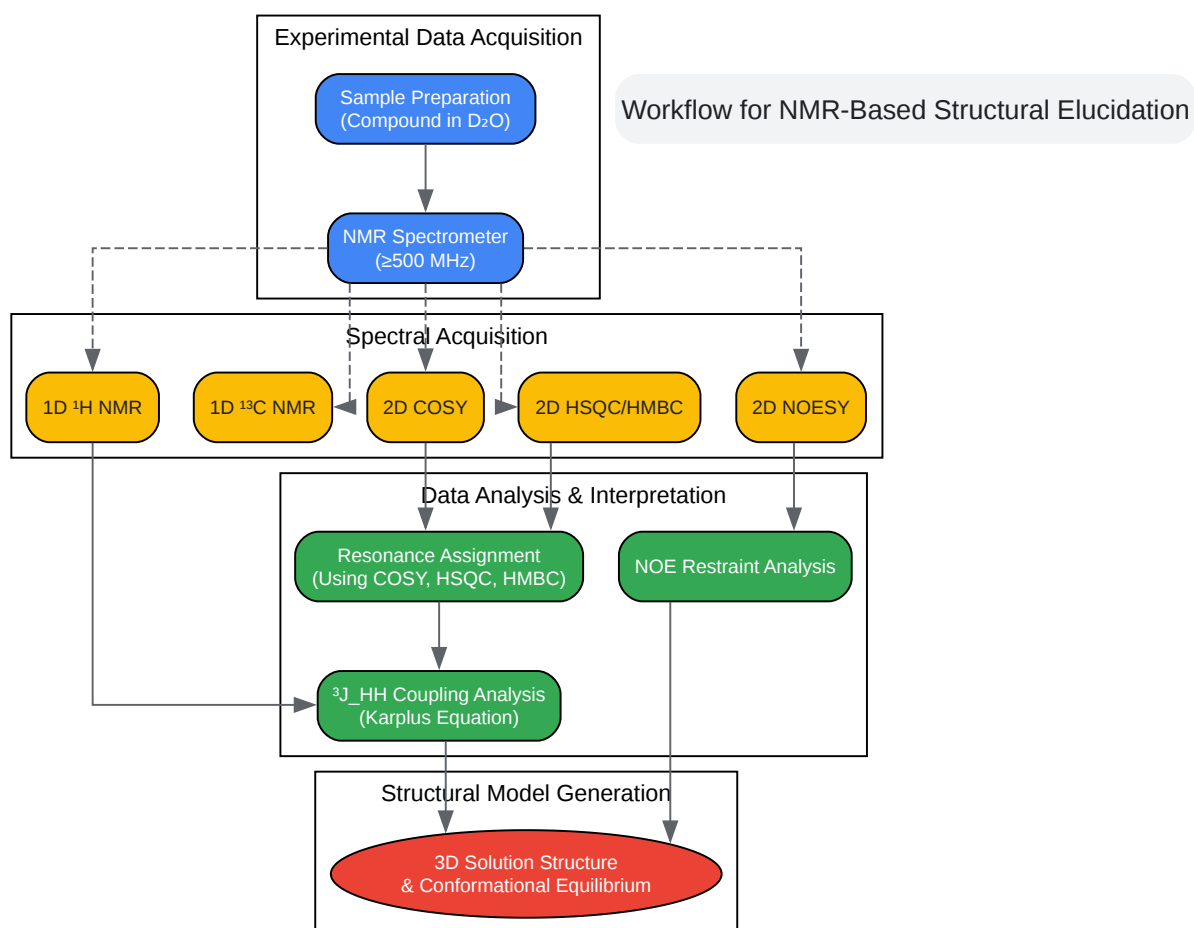 Experimental Data Acquisition
Sample Preparation
(Compound in D₂O)
Workflow for NMR-Based Structural Elucidation
NMR Spectrometer
(≥500 MHz)
Spectral Acquisition
1D ¹H NMR
1D ¹³C NMR
2D COSY
2D HSQC/HMBC
2D NOESY
Data Analysis & Interpretation
Resonance Assignment
(Using COSY, HSQC, HMBC)
NOE Restraint Analysis
³J_HH Coupling Analysis
(Karplus Equation)
Structural Model Generation
3D Solution Structure
& Conformational Equilibrium